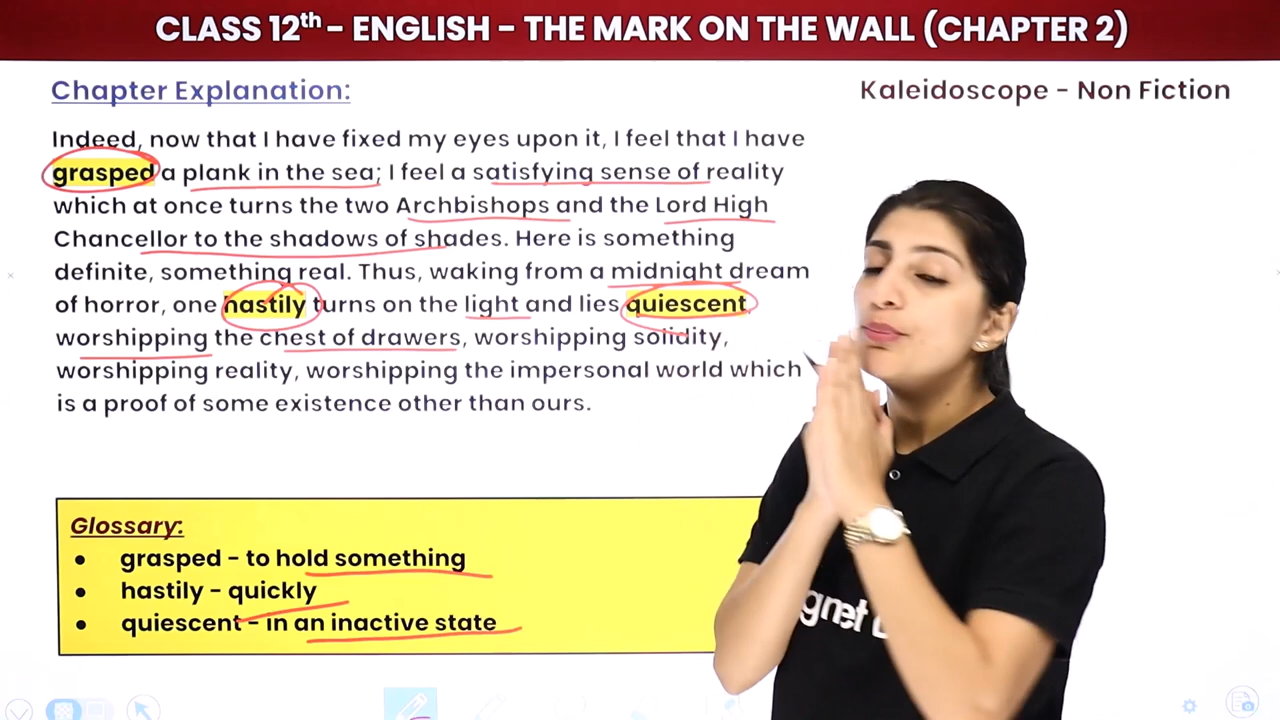 CLASS 12th - ENGLISH - THE MARK ON THE WALL (CHAPTER 2)
Chapter Explanation:
Kaleidoscope - Non Fiction
Indeed, now that I have fixed my eyes upon it, I feel that I have
grasped a plank in the sea; I feel a satisfying sense of reality
which at once turns the two Archbishops and the Lord High
Chancellor to the shadows of shades. Here is something
definite, something real. Thus, waking from a midnight dream
of horror, one hastily turns on the light and lies quiescent,
worshipping the chest of drawers, worshipping solidity,
worshipping reality, worshipping the impersonal world which
is a proof of some existence other than ours.
Glossary:
• grasped - to hold something
• hastily - quickly
• quiescent - in an inactive state